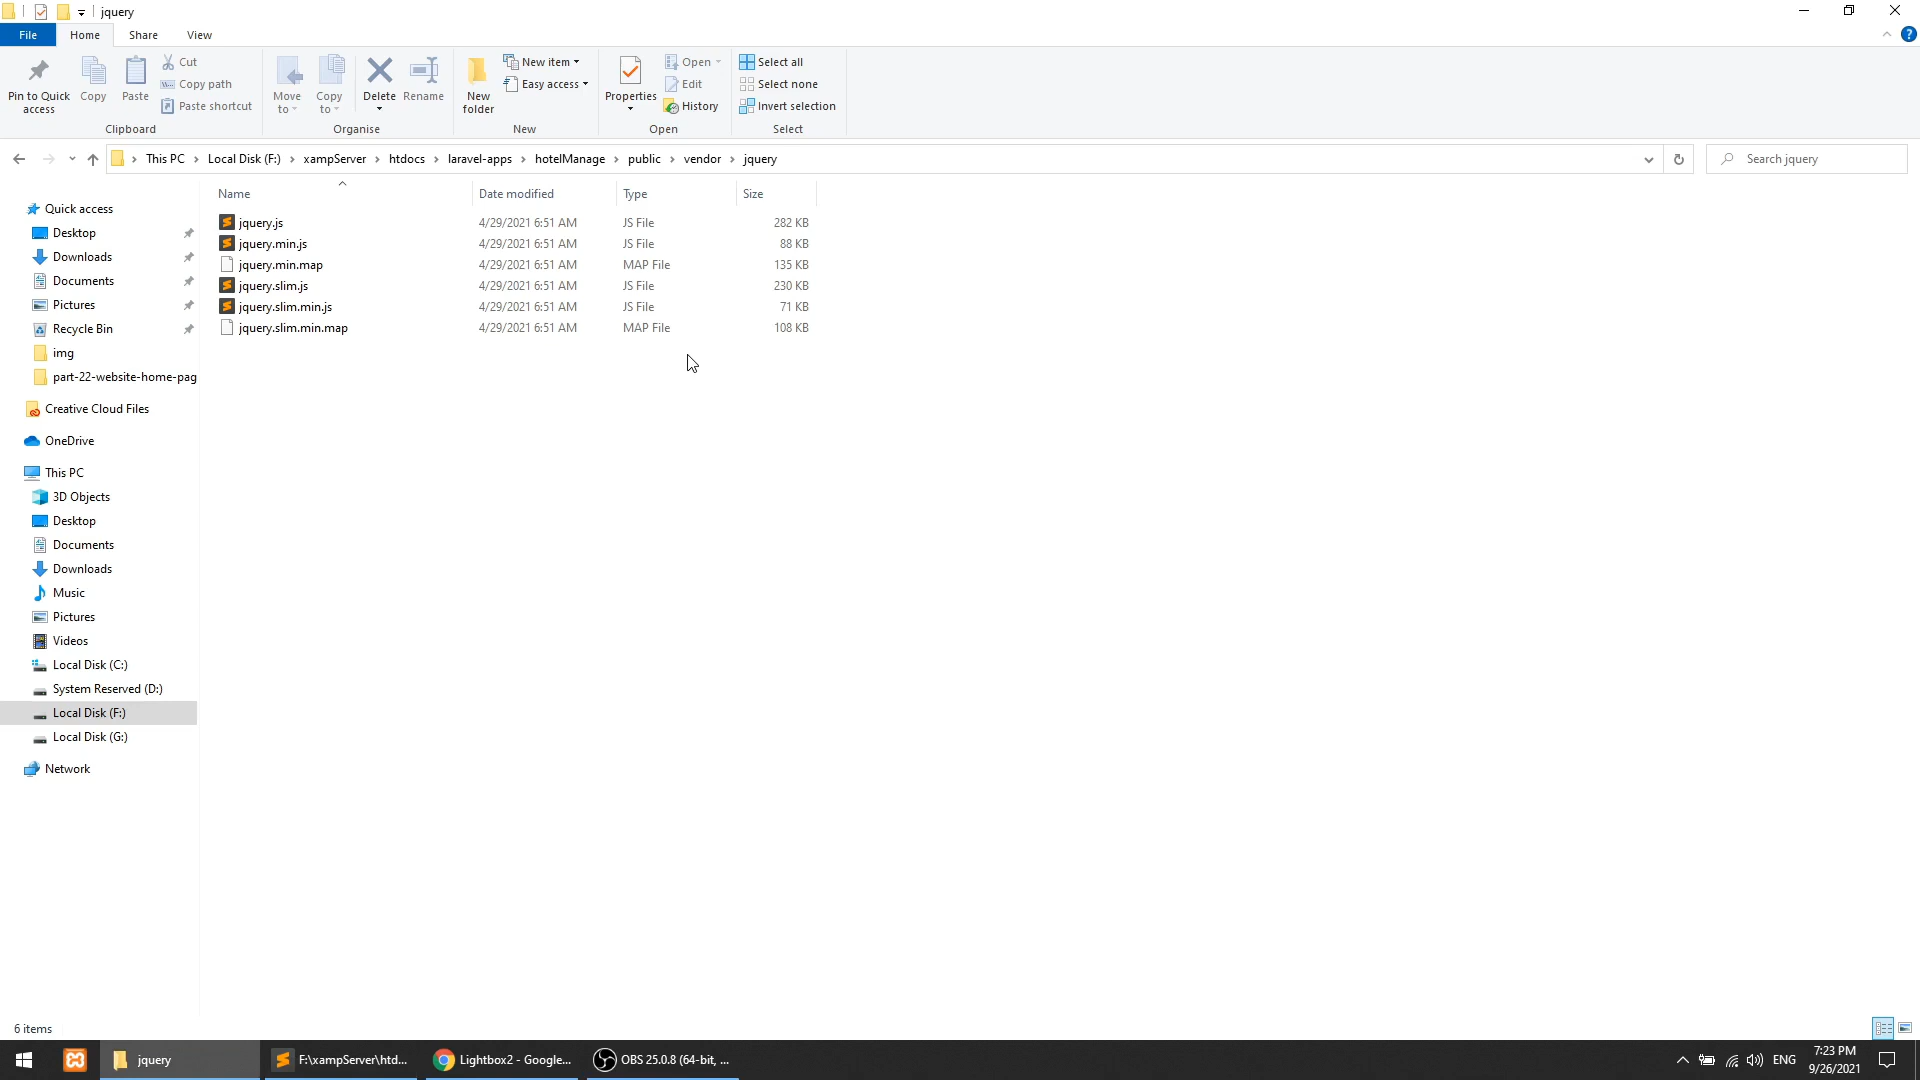 jquery
File Home Share View
Pin to Quick access
Copy
Paste
Cut
Copy path
Paste shortcut
Clipboard
Move to
Copy to
Delete
Rename
Organise
New folder
New item
Easy access
New
Properties
Open
Edit
History
Open
Select all
Select none
Invert selection
Select
This PC › Local Disk (F:) › xampServer › htdocs › laravel-apps › hotelManage › public › vendor › jquery
Search jquery
Name Date modified Type Size
jquery.js 4/29/2021 6:51 AM JS File 282 KB
jquery.min.js 4/29/2021 6:51 AM JS File 88 KB
jquery.min.map 4/29/2021 6:51 AM MAP File 135 KB
jquery.slim.js 4/29/2021 6:51 AM JS File 230 KB
jquery.slim.min.js 4/29/2021 6:51 AM JS File 71 KB
jquery.slim.min.map 4/29/2021 6:51 AM MAP File 108 KB
Quick access
Desktop
Downloads
Documents
Pictures
Recycle Bin
img
part-22-website-home-pag
Creative Cloud Files
OneDrive
This PC
3D Objects
Desktop
Documents
Downloads
Music
Pictures
Videos
Local Disk (C:)
System Reserved (D:)
Local Disk (F:)
Local Disk (G:)
Network
6 items
jquery
F:\xampServer\htd...
Lightbox2 - Google...
OBS 25.0.8 (64-bit, ...
ENG
7:23 PM
9/26/2021